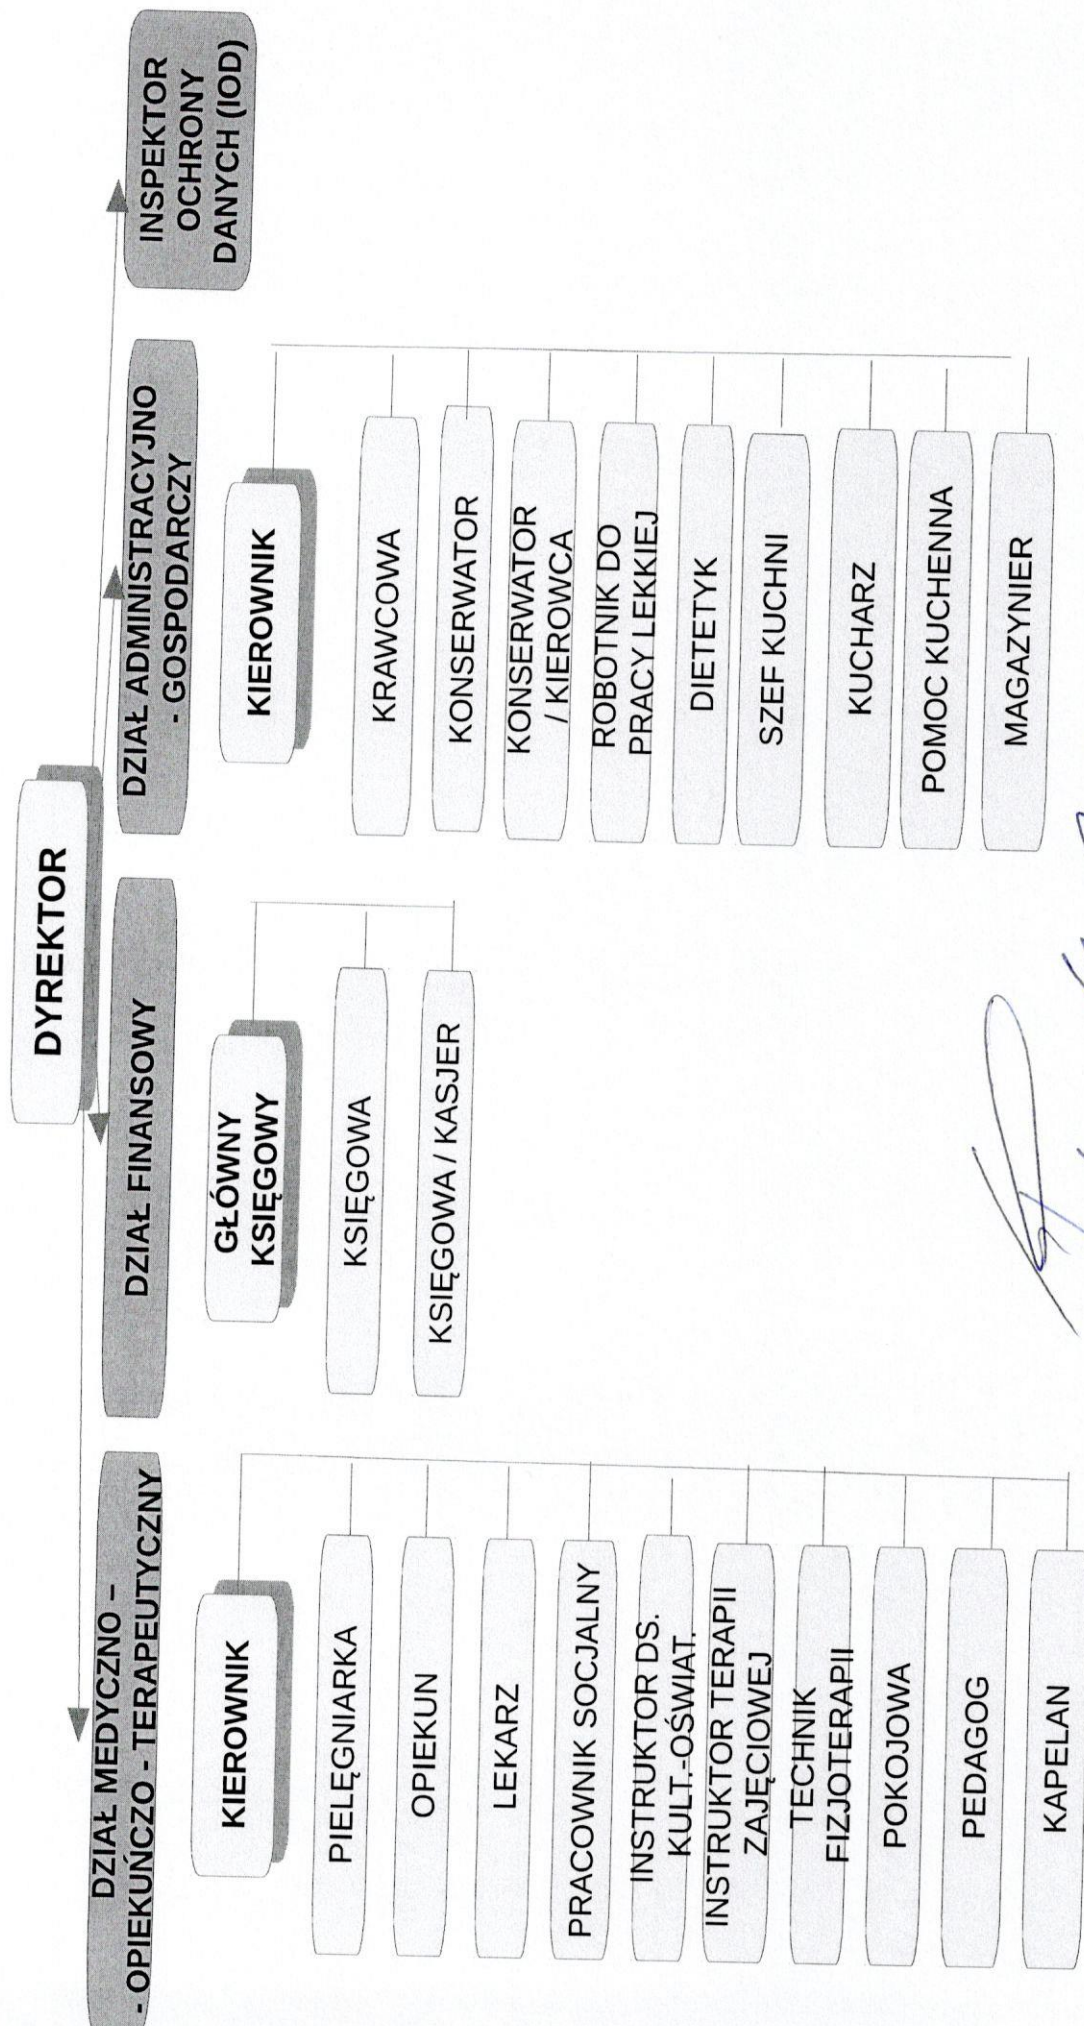 DYREKTOR
DZIAŁ MEDYCZNO –
- OPIEKUŃCZO - TERAPEUTYCZNY
KIEROWNIK
PIELĘGNIARKA
OPIEKUN
LEKARZ
PRACOWNIK SOCJALNY
INSTRUKTOR DS.
KULT.-OŚWIAT.
INSTRUKTOR TERAPII
ZAJĘCIOWEJ
TECHNIK
FIZJOTERAPII
POKOJOWA
PEDAGOG
KAPELAN
DZIAŁ FINANSOWY
GŁÓWNY
KSIĘGOWY
KSIĘGOWA
KSIĘGOWA / KASJER
DZIAŁ ADMINISTRACYJNO
- GOSPODARCZY
KIEROWNIK
KRAWCOWA
KONSERWATOR
KONSERWATOR
/ KIEROWCA
ROBOTNIK DO
PRACY LEKKIEJ
DIETETYK
SZEF KUCHNI
KUCHARZ
POMOC KUCHENNA
MAGAZYNIER
INSPEKTOR
OCHRONY
DANYCH (IOD)